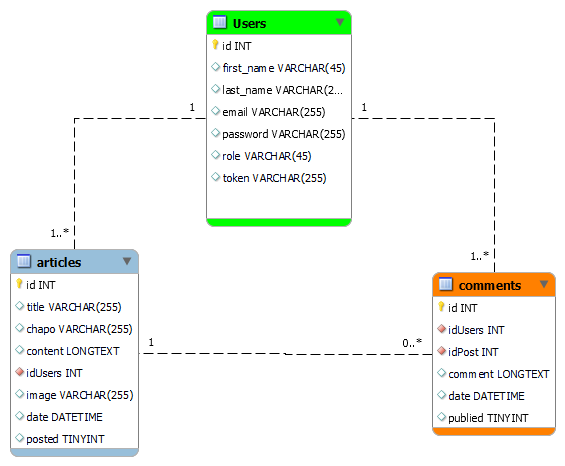 Users
id INT
first_name VARCHAR(45)
last_name VARCHAR(2...
email VARCHAR(255)
password VARCHAR(255)
role VARCHAR(45)
token VARCHAR(255)
1
1
1..*
1..*
articles
id INT
title VARCHAR(255)
chapo VARCHAR(255)
content LONGTEXT
idUsers INT
image VARCHAR(255)
date DATETIME
posted TINYINT
1
0..*
comments
id INT
idUsers INT
idPost INT
comment LONGTEXT
date DATETIME
publied TINYINT